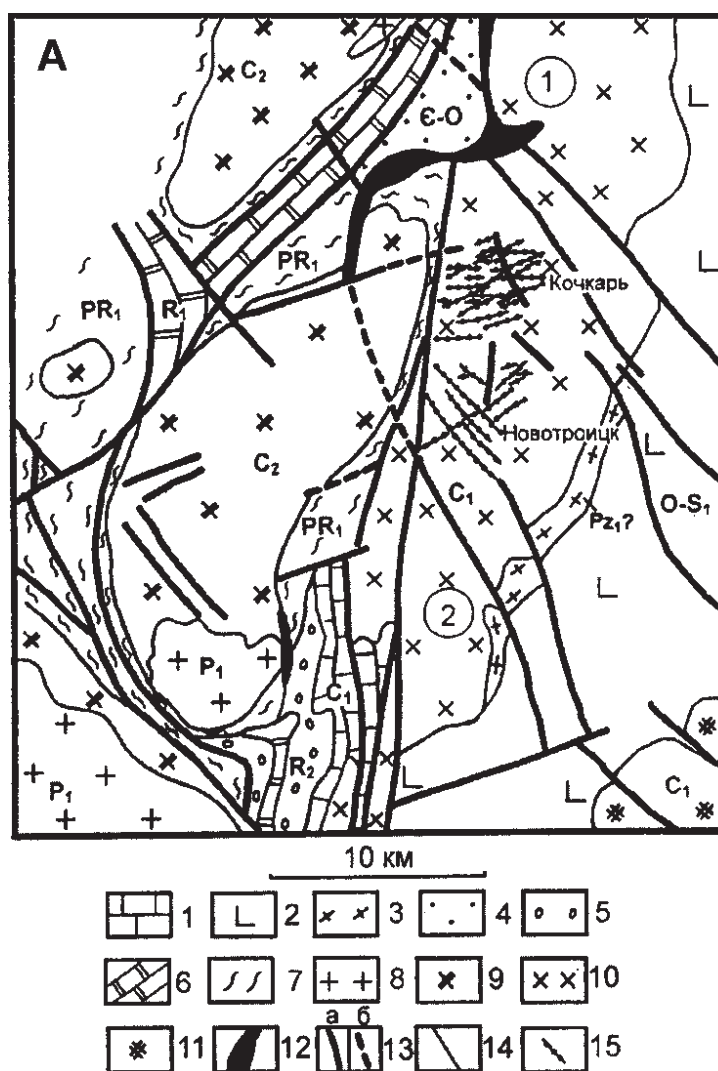 А
C₂
1
Є-О
PR₁
Кочкарь
PR₁
R₁
Новотроицк
C₂
C₁
Pz₁?
O-S₁
PR₁
2
P₁
C₁
R₂
P₁
C₁
10 км
1 2 3 4 5
6 7 8 9 10
а б
11 12 13 14 15